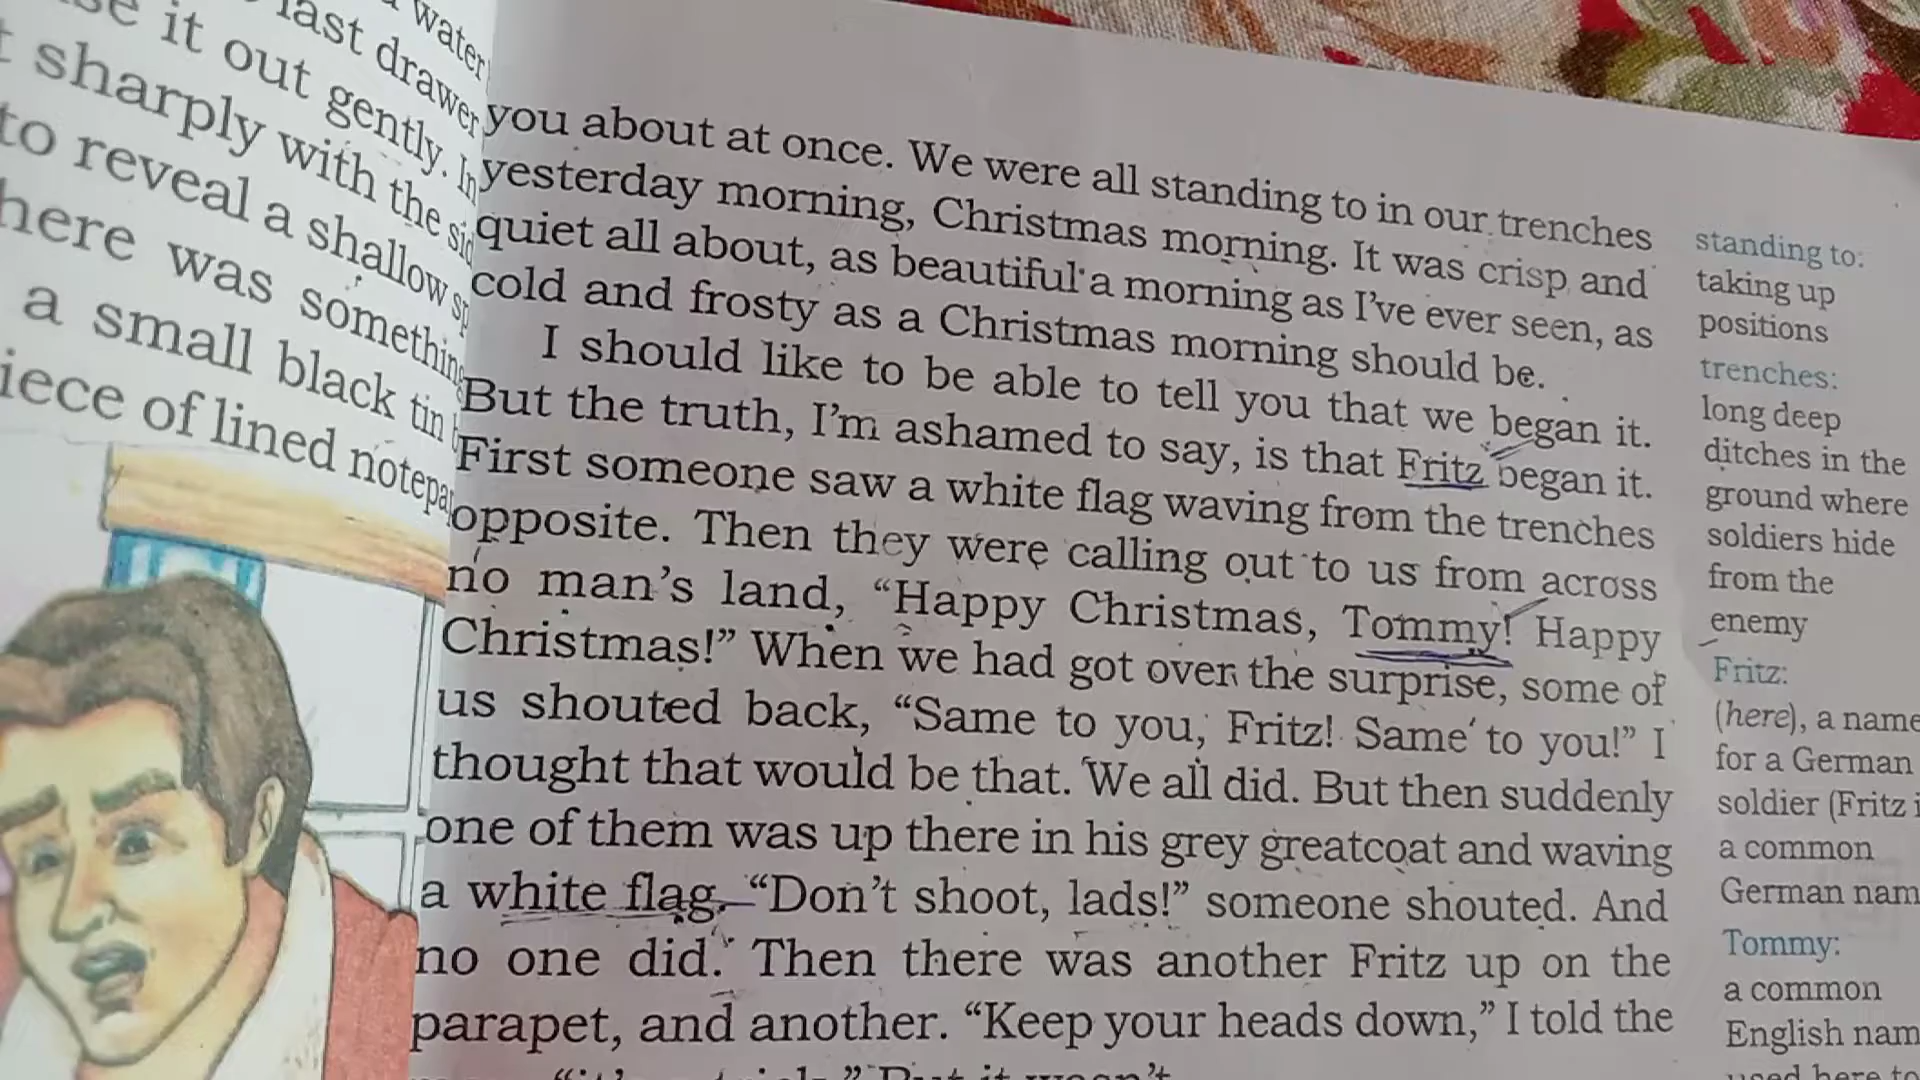 water
last drawer
it out gently. In
sharply with the
to reveal a shallow
here was something
a small black tin
iece of lined notepa
you about at once. We were all standing to in our trenches
yesterday morning, Christmas morning. It was crisp and
quiet all about, as beautiful a morning as I've ever seen, as
cold and frosty as a Christmas morning should be.
I should like to be able to tell you that we began it.
But the truth, I'm ashamed to say, is that Fritz began it.
First someone saw a white flag waving from the trenches
opposite. Then they were calling out to us from across
no man's land, “Happy Christmas, Tommy! Happy
Christmas!” When we had got over the surprise, some of
us shouted back, “Same to you, Fritz! Same to you!” I
thought that would be that. We all did. But then suddenly
one of them was up there in his grey greatcoat and waving
a white flag. “Don't shoot, lads!” someone shouted. And
no one did. Then there was another Fritz up on the
parapet, and another. “Keep your heads down,” I told the
But it wasn't
standing to:
taking up
positions
trenches:
long deep
ditches in the
ground where
soldiers hide
from the
enemy
Fritz:
(here), a name
for a German
soldier (Fritz i
a common
German nam
Tommy:
a common
English nam
used here to